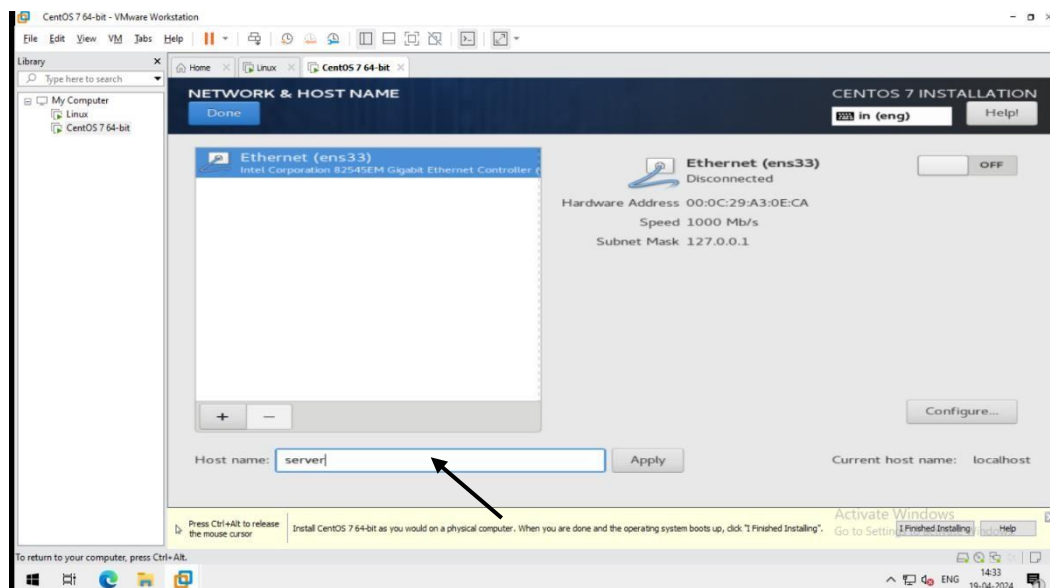 CentOS 7 64-bit - VMware Workstation
File Edit View VM Tabs Help
Library
Type here to search
My Computer
Linux
CentOS 7 64-bit
Home Linux CentOS 7 64-bit
NETWORK & HOST NAME
Done
CENTOS 7 INSTALLATION
in (eng) Help!
Ethernet (ens33)
Intel Corporation 82545EM Gigabit Ethernet Controller (
Ethernet (ens33)
Disconnected
OFF
Hardware Address 00:0C:29:A3:0E:CA
Speed 1000 Mb/s
Subnet Mask 127.0.0.1
+ −
Configure...
Host name: server Apply Current host name: localhost
Press Ctrl+Alt to release
the mouse cursor
Install CentOS 7 64-bit as you would on a physical computer. When you are done and the operating system boots up, click "I Finished Installing".
Activate Windows
Go to Settin
I Finished Installing Help
To return to your computer, press Ctrl+Alt.
ENG 14:33
19-04-2024